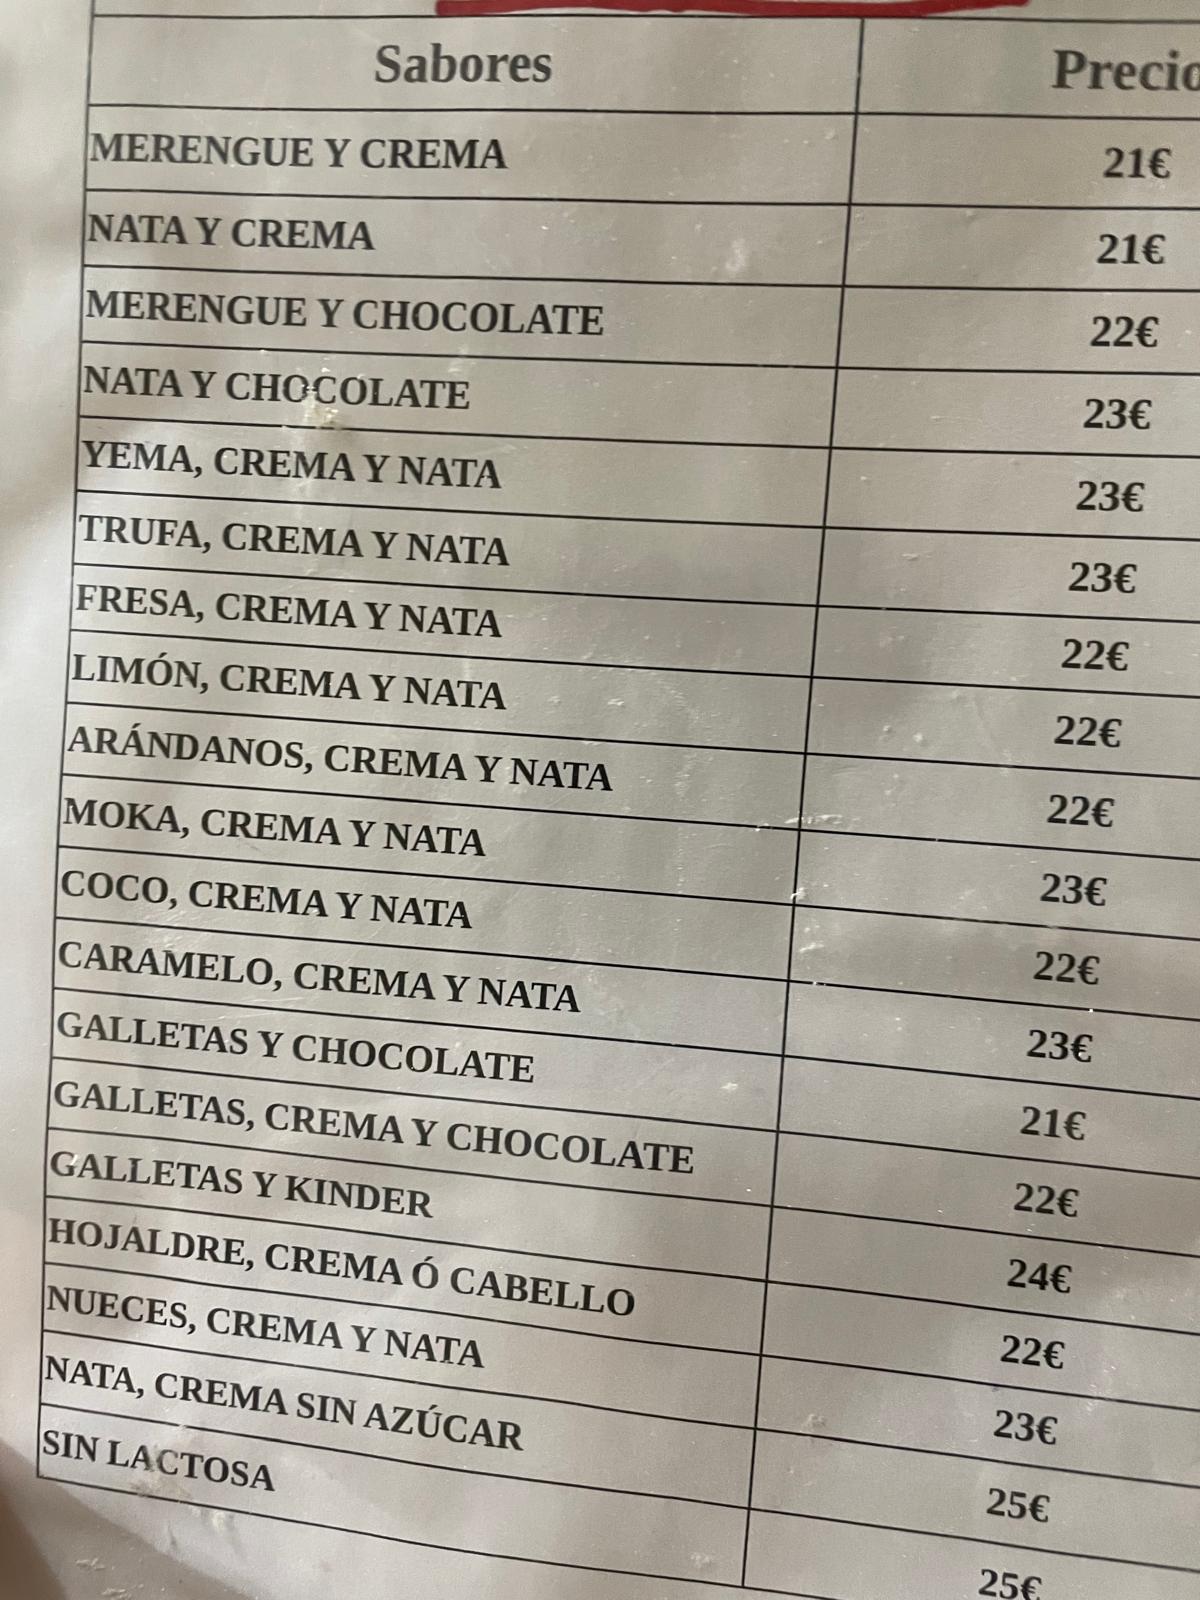 Sabores Precio
MERENGUE Y CREMA 21€
NATA Y CREMA 21€
MERENGUE Y CHOCOLATE 22€
NATA Y CHOCOLATE 23€
YEMA, CREMA Y NATA 23€
TRUFA, CREMA Y NATA 23€
FRESA, CREMA Y NATA 22€
LIMÓN, CREMA Y NATA 22€
ARÁNDANOS, CREMA Y NATA 22€
MOKA, CREMA Y NATA 23€
COCO, CREMA Y NATA 22€
CARAMELO, CREMA Y NATA 23€
GALLETAS Y CHOCOLATE 21€
GALLETAS, CREMA Y CHOCOLATE 22€
GALLETAS Y KINDER 24€
HOJALDRE, CREMA Ó CABELLO 22€
NUECES, CREMA Y NATA 23€
NATA, CREMA SIN AZÚCAR 25€
SIN LACTOSA 25€